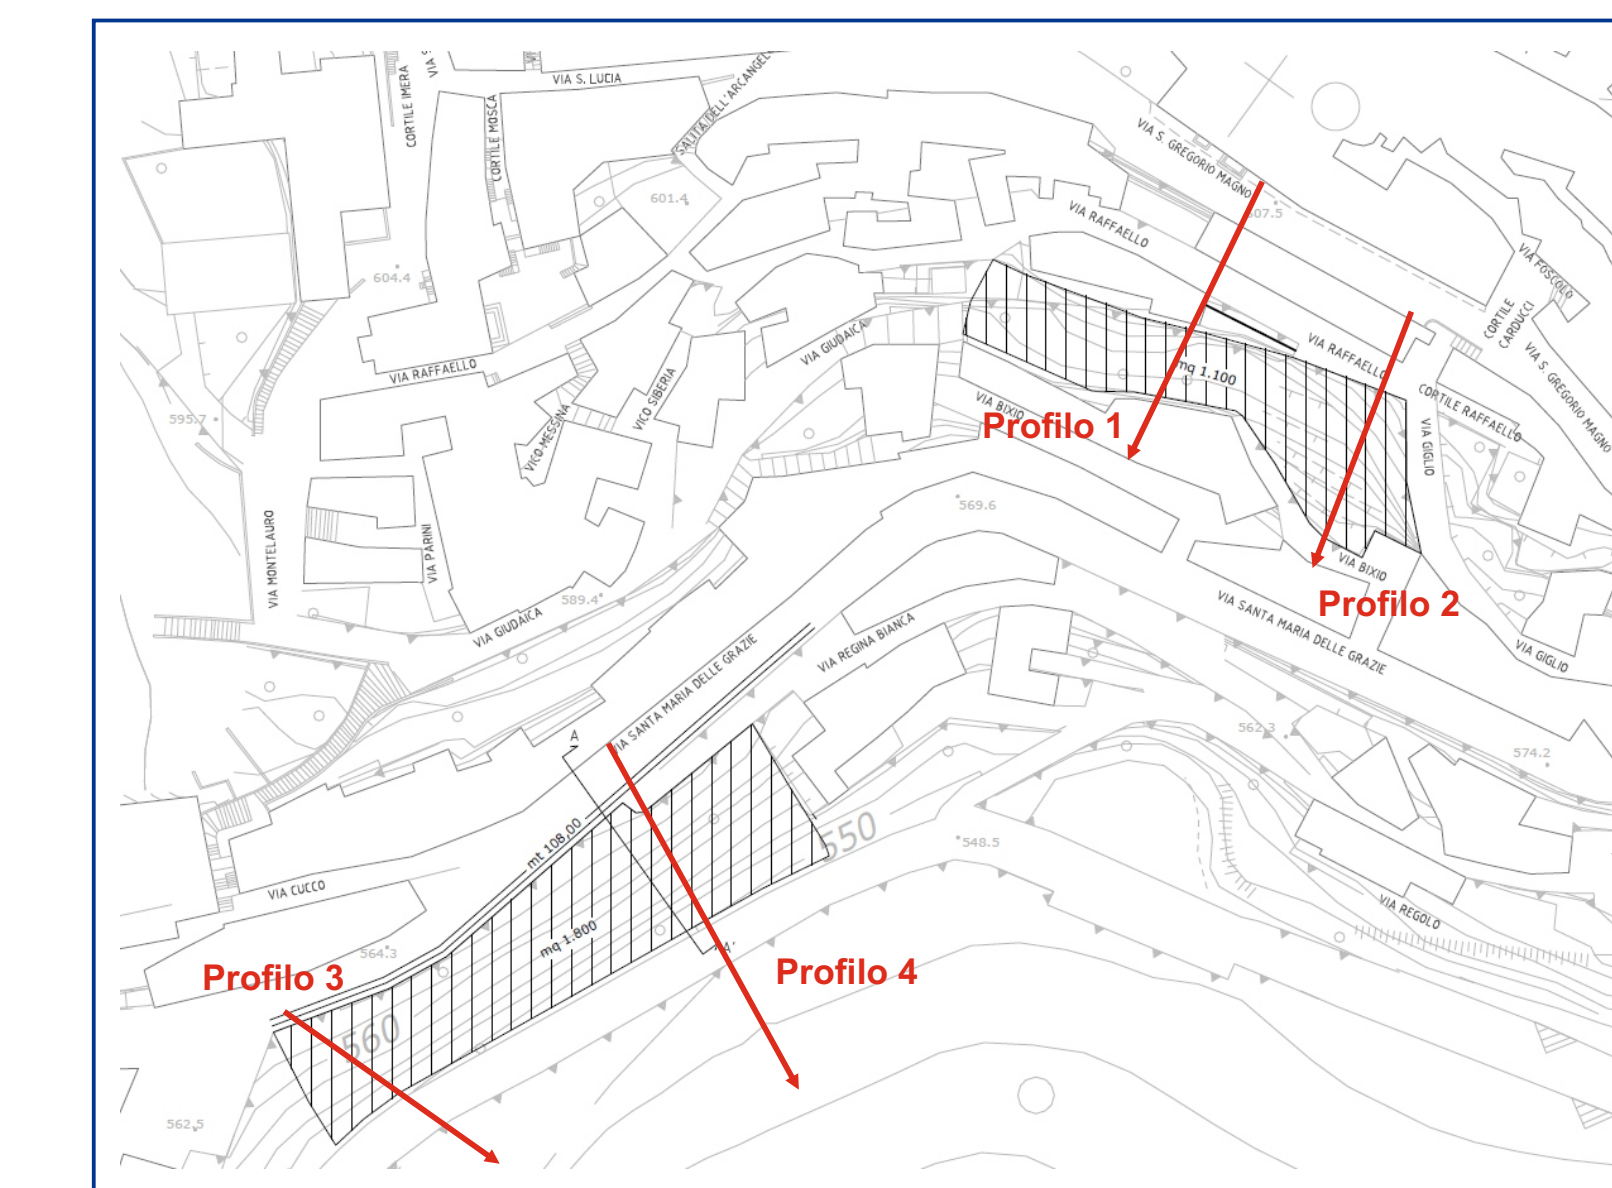 VIA S. LUCIA
CORTILE IMERA
CORTILE MOSCA
SALITA DELL'ARCANGELO
VIA S. GREGORIO MAGNO
601.4
607.5
VIA RAFFAELLO
VIA FOSCOLO
604.4
CORTILE
CARDUCCI
VIA GIUDAICA
VIA RAFFAELLO
VIA S. GREGORIO MAGNO
VIA RAFFAELLO
mq 1.100
VICO SIBERIA
595.7
VIA BIXIO
CORTILE RAFFAELLO
Profilo 1
VICO MESSINA
VIA GIGLIO
569.6
VIA MONTELAURO
VIA PARINI
VIA BIXIO
589.4
Profilo 2
VIA GIUDAICA
VIA SANTA MARIA DELLE GRAZIE
VIA REGINA BIANCA
VIA GIGLIO
VIA SANTA MARIA DELLE GRAZIE
562.3
A
574.2
mt 108,00
550
548.5
VIA CUCCO
VIA REGOLO
mq 1.800
A'
564.3
Profilo 3
Profilo 4
560
562.5